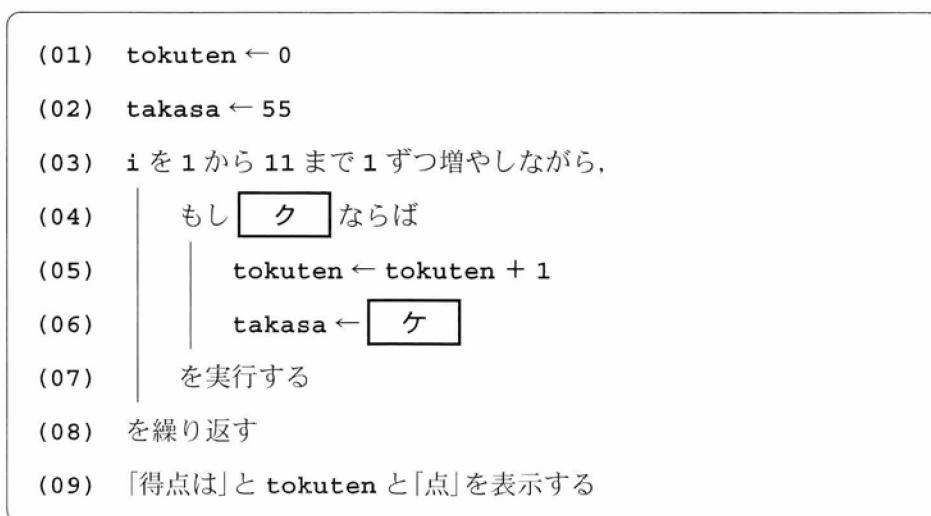 (01) tokuten ← 0
(02) takasa ← 55
(03) i を 1 から 11 まで 1 ずつ増やしながら,
(04) もし ク ならば
(05) tokuten ← tokuten + 1
(06) takasa ← ケ
(07) を実行する
(08) を繰り返す
(09) 「得点は」と tokuten と「点」を表示する